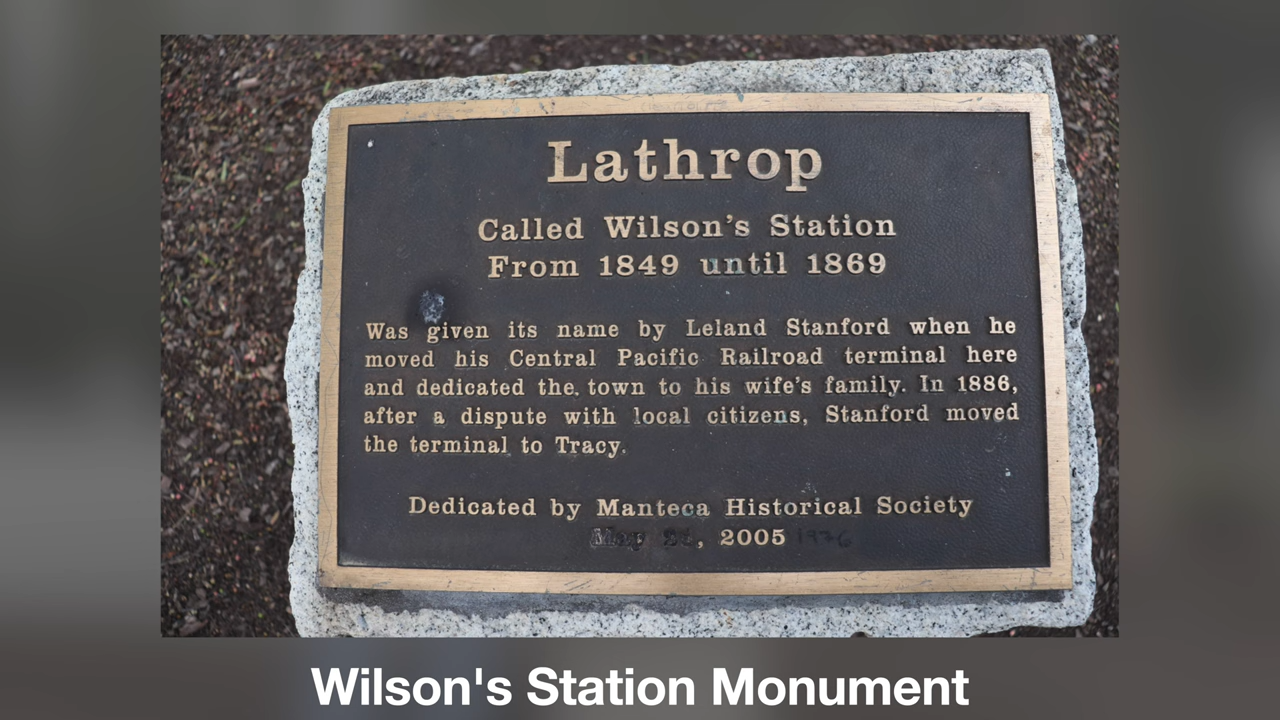 Lathrop
Called Wilson's Station
From 1849 until 1869
Was given its name by Leland Stanford when he
moved his Central Pacific Railroad terminal here
and dedicated the town to his wife's family. In 1886,
after a dispute with local citizens, Stanford moved
the terminal to Tracy.
Dedicated by Manteca Historical Society
May , 2005
Wilson's Station Monument